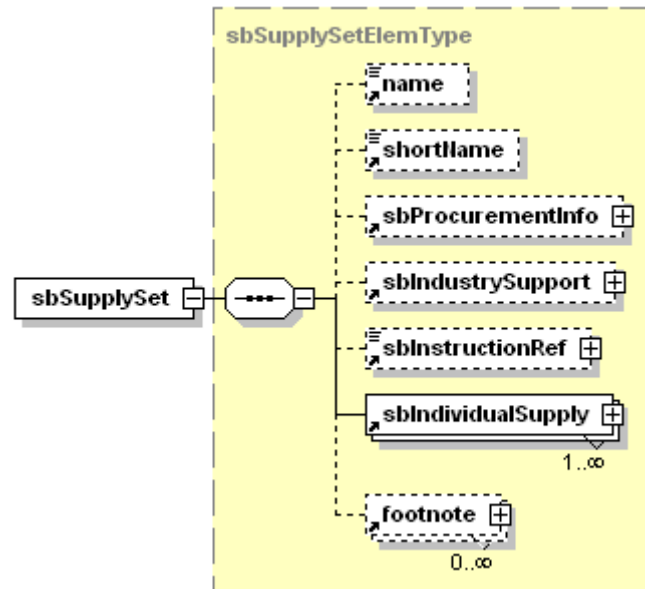 sbSupplySetElemType
name
shortName
sbProcurementInfo
sbIndustrySupport
sbSupplySet
sbInstructionRef
sbIndividualSupply
1..∞
footnote
0..∞